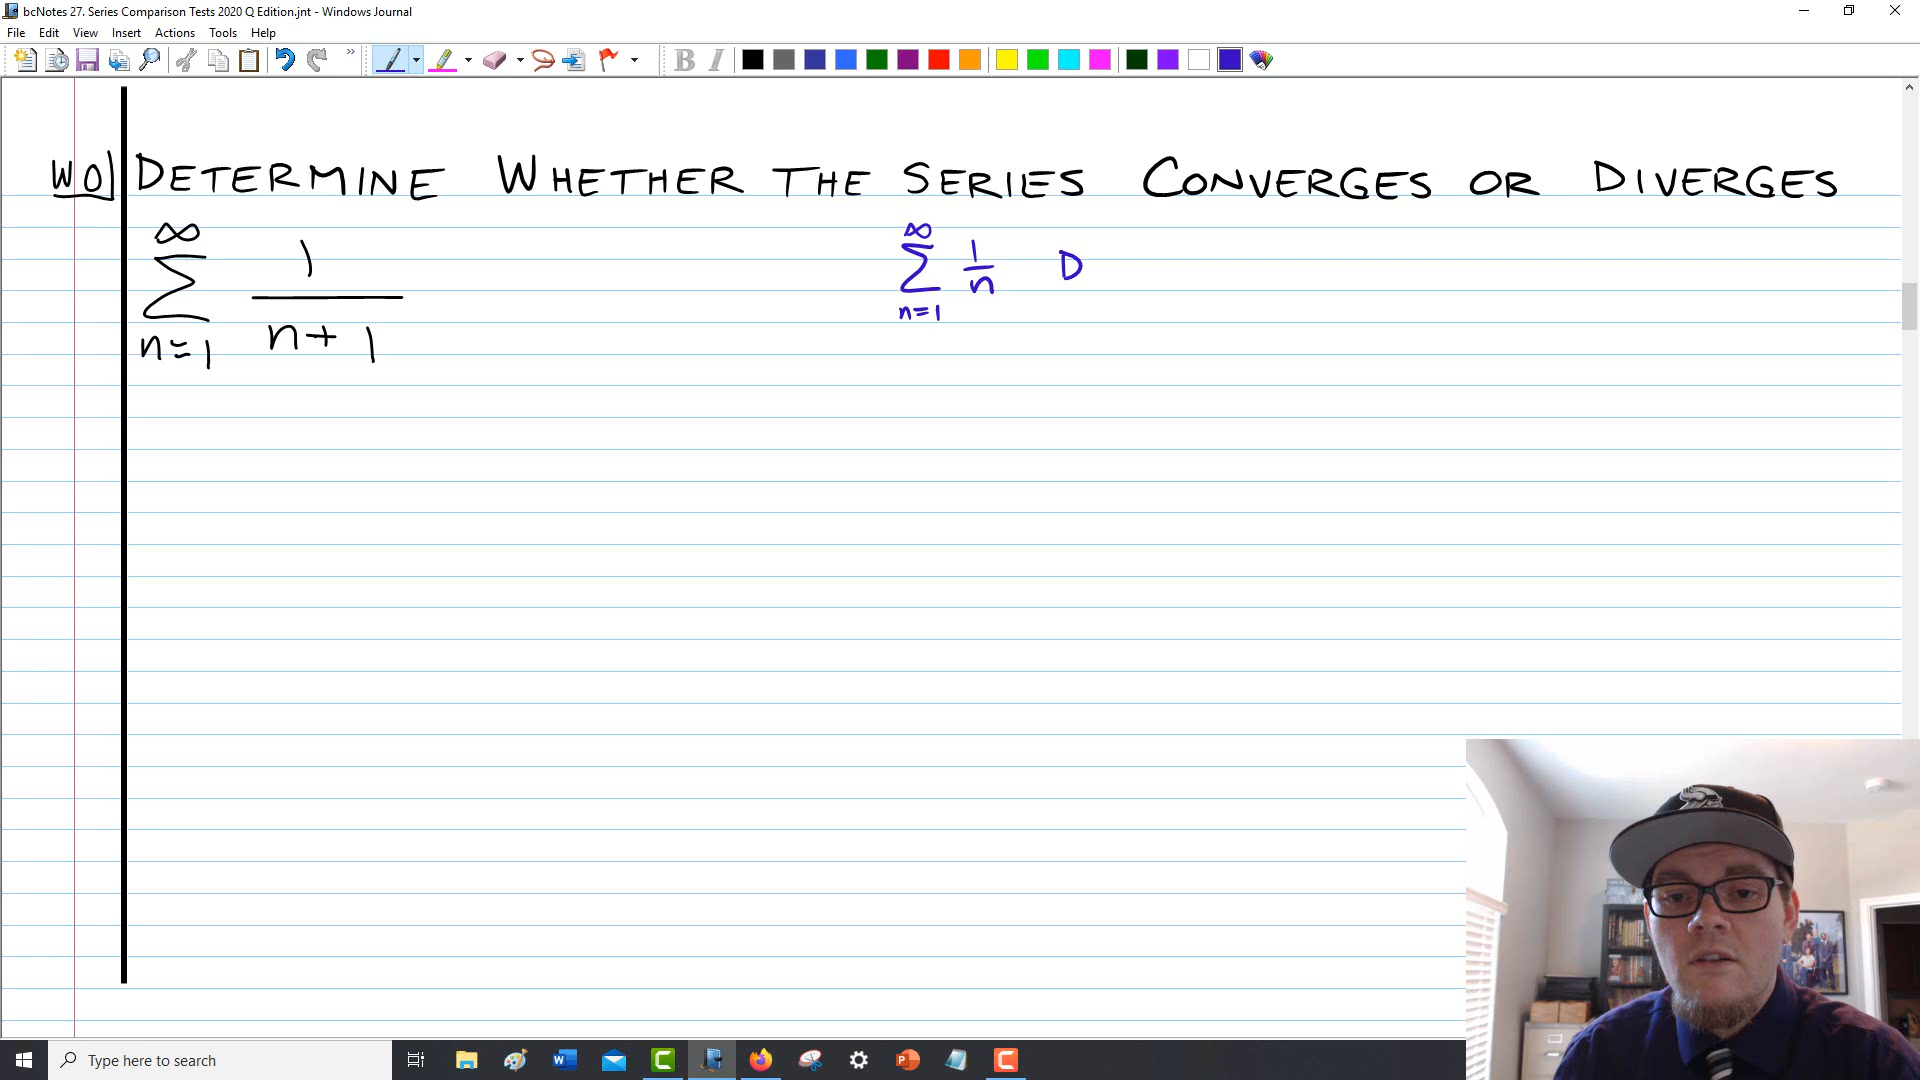 bcNotes 27. Series Comparison Tests 2020 Q Edition.jnt - Windows Journal
File Edit View Insert Actions Tools Help
B I
W0) DETERMINE WHETHER THE SERIES CONVERGES OR DIVERGES
∞ ∑ n=1 1/(n+1)
∞ ∑ n=1 1/n D
Type here to search